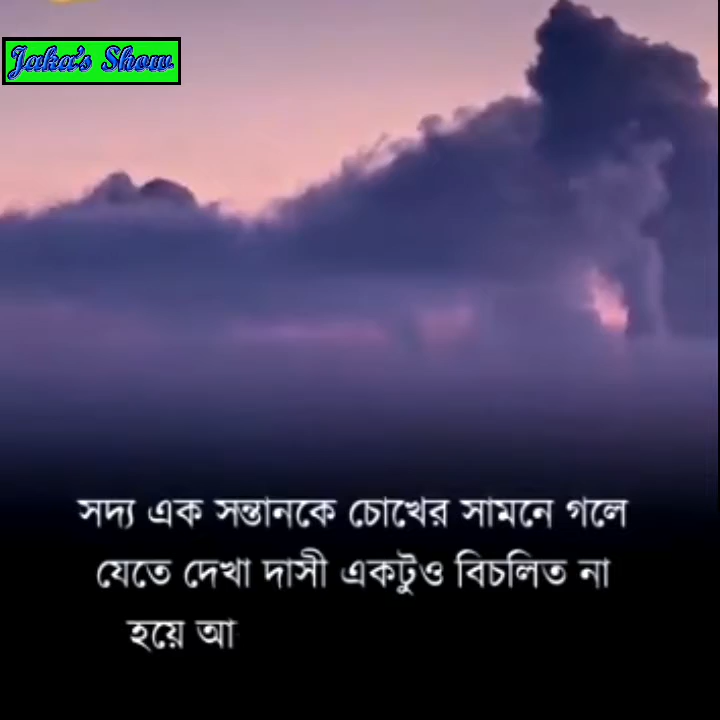 Jaka's Show
সদ্য এক সন্তানকে চোখের সামনে গলে
যেতে দেখা দাসী একটুও বিচলিত না
হয়ে আ